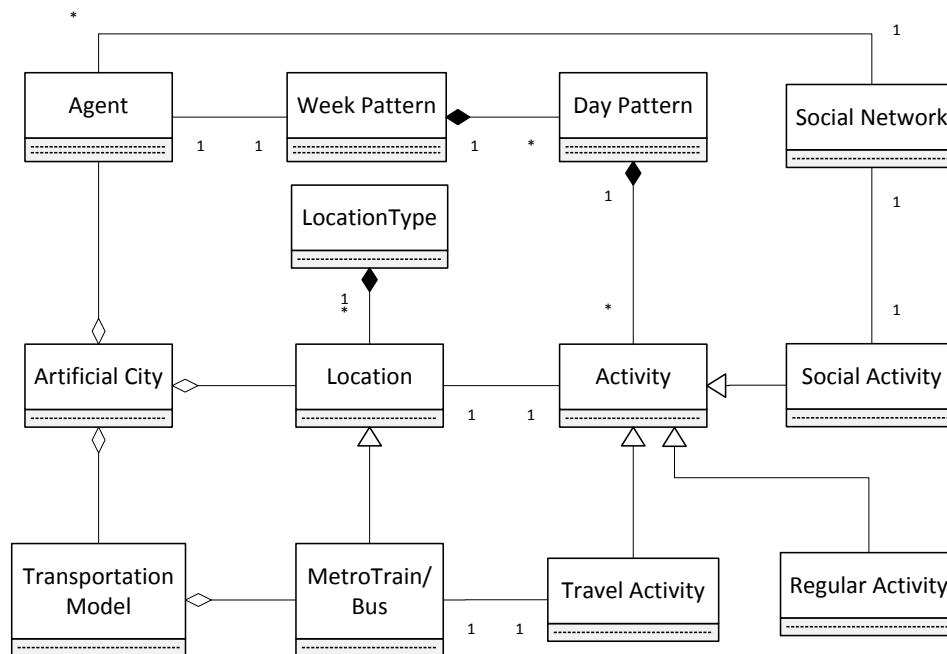 *
1
Agent
Week Pattern
Day Pattern
Social Network
1
1
1
*
LocationType
1
1
1
*
*
1
Artificial City
Location
Activity
Social Activity
1
1
Transportation
Model
MetroTrain/
Bus
Travel Activity
Regular Activity
1
1